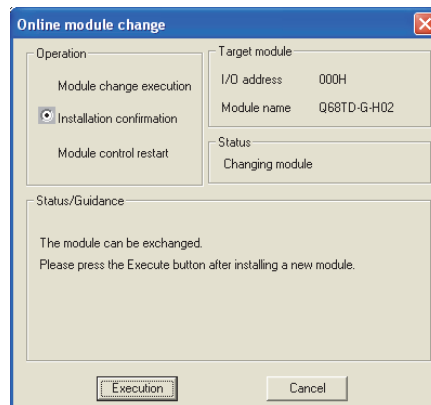 Online module change
Operation
Module change execution
Installation confirmation
Module control restart
Target module
I/O address 000H
Module name Q68TD-G-H02
Status
Changing module
Status/Guidance
The module can be exchanged.
Please press the Execute button after installing a new module.
Execution Cancel